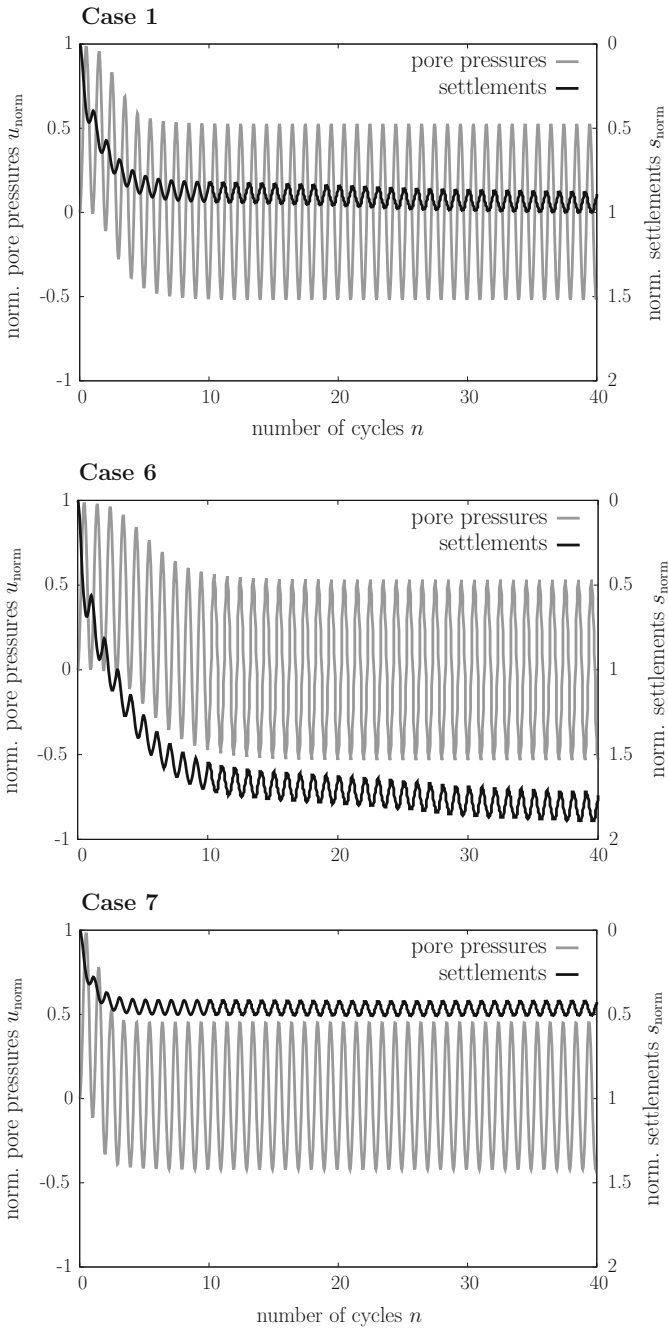 Case 1
pore pressures
settlements
norm. pore pressures u_norm
norm. settlements s_norm
1
0.5
0
-0.5
-1
0
0.5
1
1.5
2
0 10 20 30 40
number of cycles n
Case 6
pore pressures
settlements
norm. pore pressures u_norm
norm. settlements s_norm
1
0.5
0
-0.5
-1
0
0.5
1
1.5
2
0 10 20 30 40
Case 7
pore pressures
settlements
norm. pore pressures u_norm
norm. settlements s_norm
1
0.5
0
-0.5
-1
0
0.5
1
1.5
2
0 10 20 30 40
number of cycles n